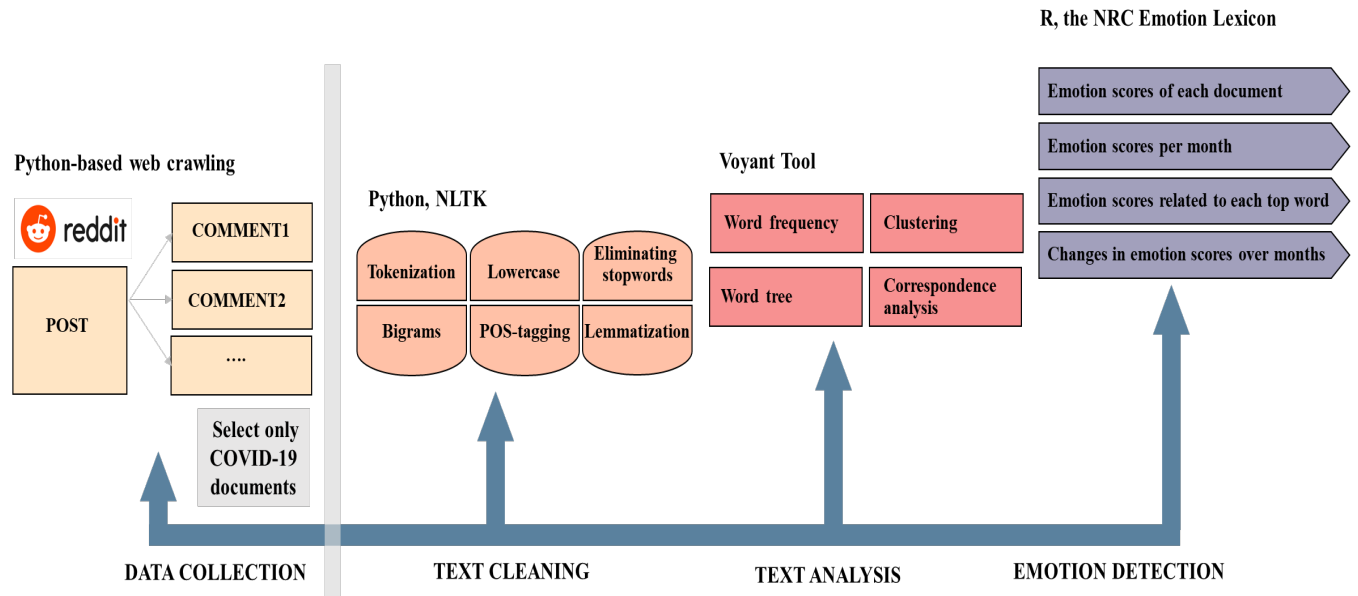 R, the NRC Emotion Lexicon
Emotion scores of each document
Emotion scores per month
Emotion scores related to each top word
Changes in emotion scores over months
Python-based web crawling
reddit
POST
COMMENT1
COMMENT2
....
Select only
COVID-19
documents
Python, NLTK
Tokenization
Lowercase
Eliminating
stopwords
Bigrams
POS-tagging
Lemmatization
Voyant Tool
Word frequency
Clustering
Word tree
Correspondence
analysis
DATA COLLECTION
TEXT CLEANING
TEXT ANALYSIS
EMOTION DETECTION